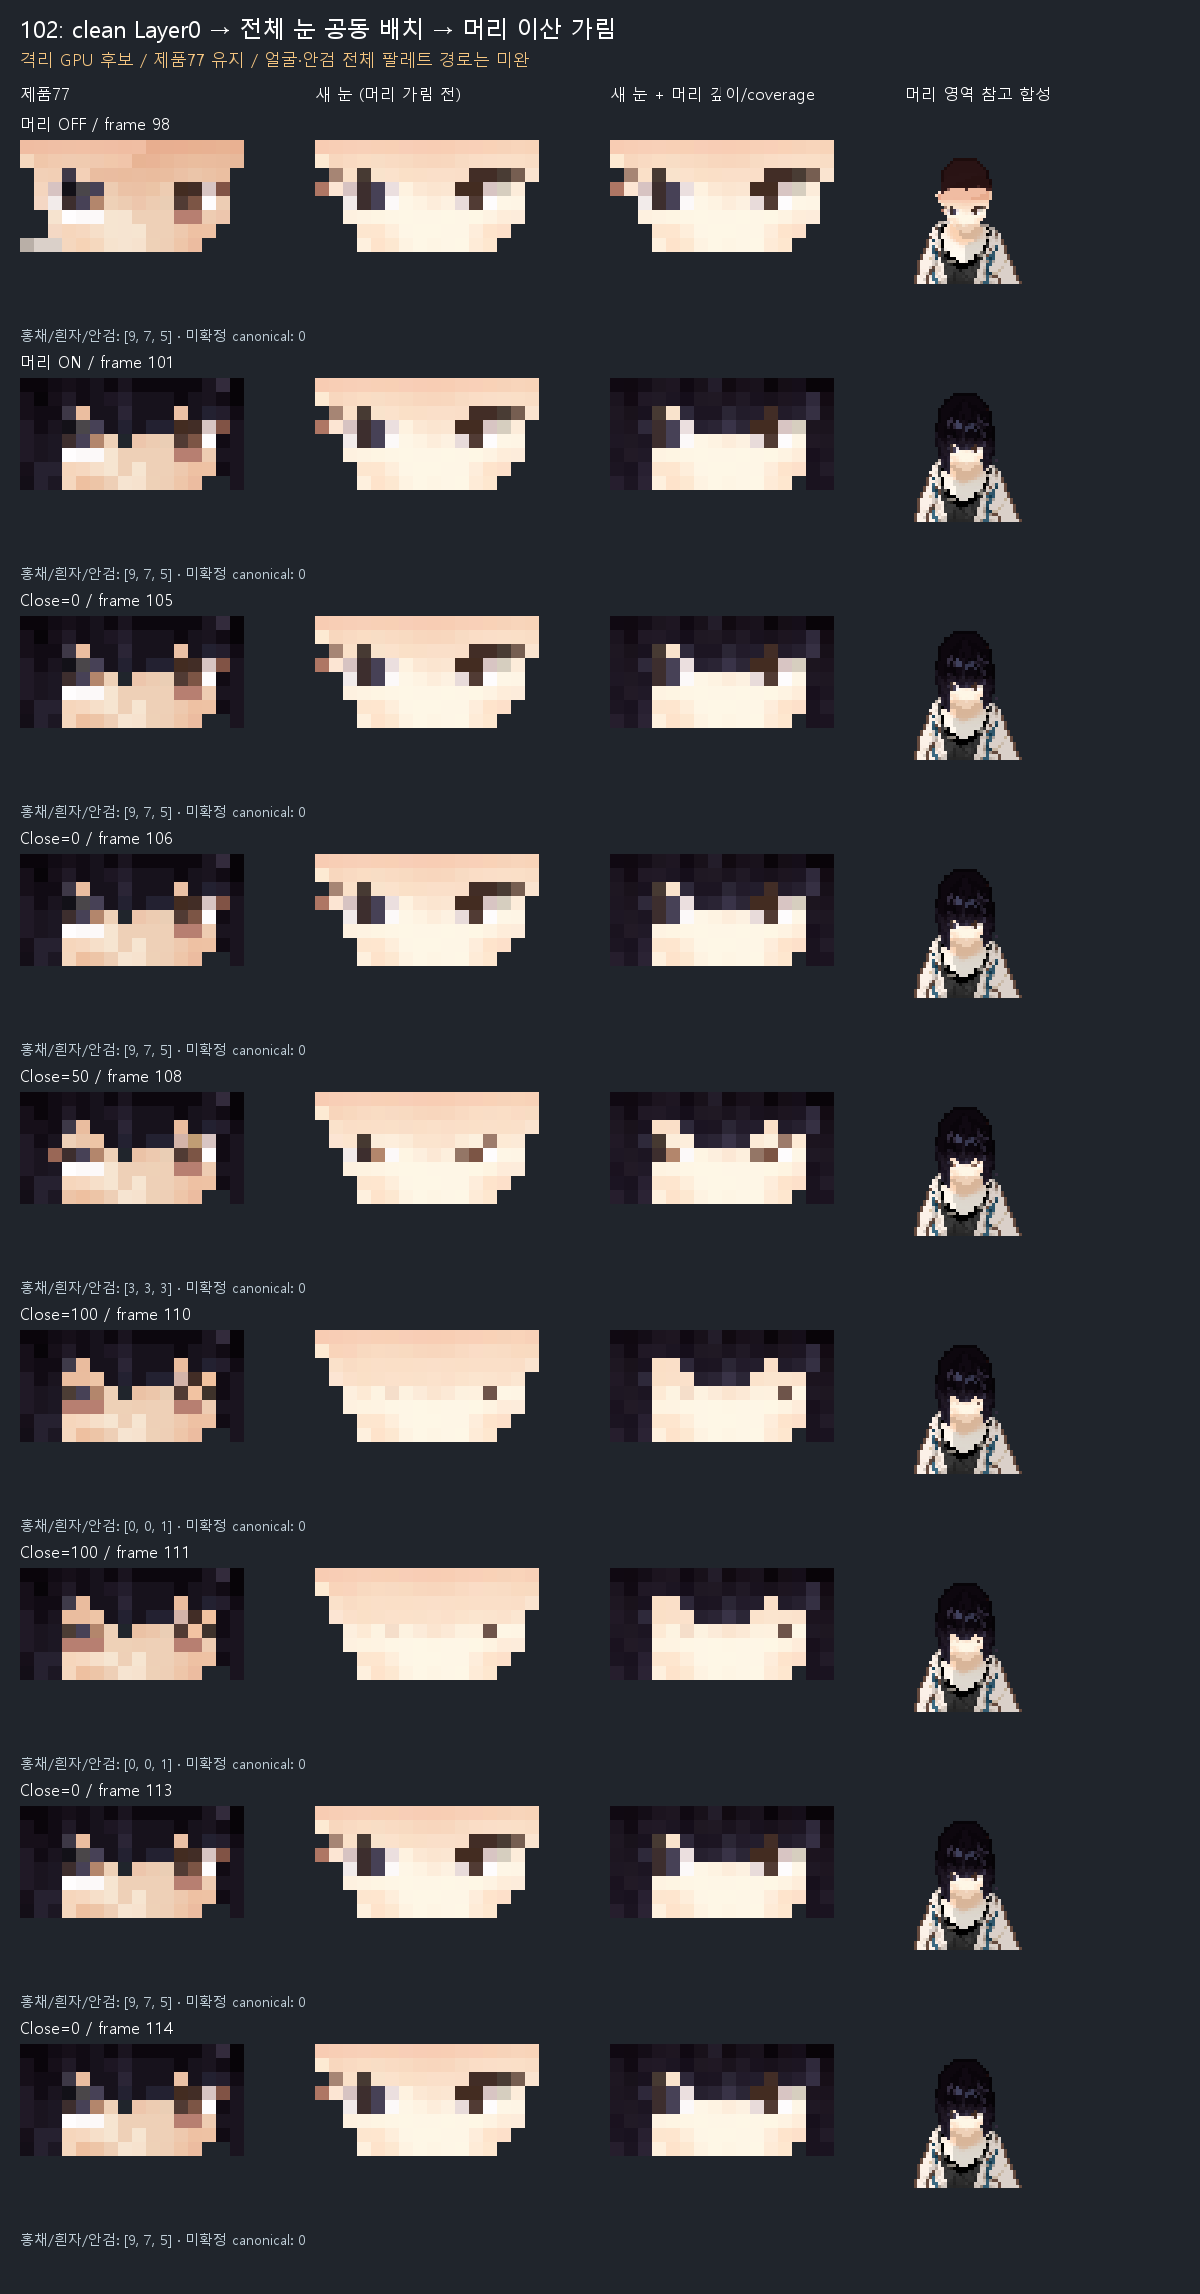 102: clean Layer0 → 전체 눈 공동 배치 → 머리 이산 가림
격리 GPU 후보 / 제품77 유지 / 얼굴·안검 전체 팔레트 경로는 미완
제품77 새 눈 (머리 가림 전) 새 눈 + 머리 깊이/coverage 머리 영역 참고 합성
머리 OFF / frame 98
홍채/흰자/안검: [9, 7, 5] · 미확정 canonical: 0
머리 ON / frame 101
홍채/흰자/안검: [9, 7, 5] · 미확정 canonical: 0
Close=0 / frame 105
홍채/흰자/안검: [9, 7, 5] · 미확정 canonical: 0
Close=0 / frame 106
홍채/흰자/안검: [9, 7, 5] · 미확정 canonical: 0
Close=50 / frame 108
홍채/흰자/안검: [3, 3, 3] · 미확정 canonical: 0
Close=100 / frame 110
홍채/흰자/안검: [0, 0, 1] · 미확정 canonical: 0
Close=100 / frame 111
홍채/흰자/안검: [0, 0, 1] · 미확정 canonical: 0
Close=0 / frame 113
홍채/흰자/안검: [9, 7, 5] · 미확정 canonical: 0
Close=0 / frame 114
홍채/흰자/안검: [9, 7, 5] · 미확정 canonical: 0